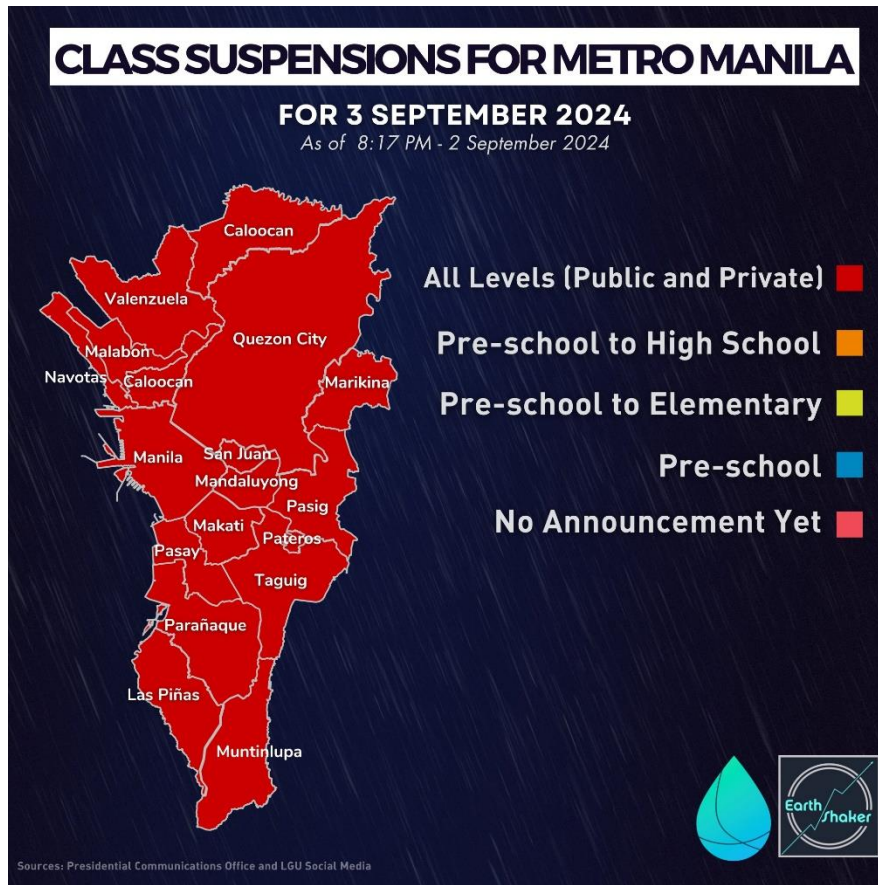 CLASS SUSPENSIONS FOR METRO MANILA
FOR 3 SEPTEMBER 2024
As of 8:17 PM - 2 September 2024
Caloocan
Valenzuela
Quezon City
Malabon
Navotas
Caloocan
Marikina
Manila
San Juan
Mandaluyong
Pasig
Makati
Pateros
Pasay
Taguig
Parañaque
Las Piñas
Muntinlupa
All Levels (Public and Private)
Pre-school to High School
Pre-school to Elementary
Pre-school
No Announcement Yet
Earth
Shaker
Sources: Presidential Communications Office and LGU Social Media